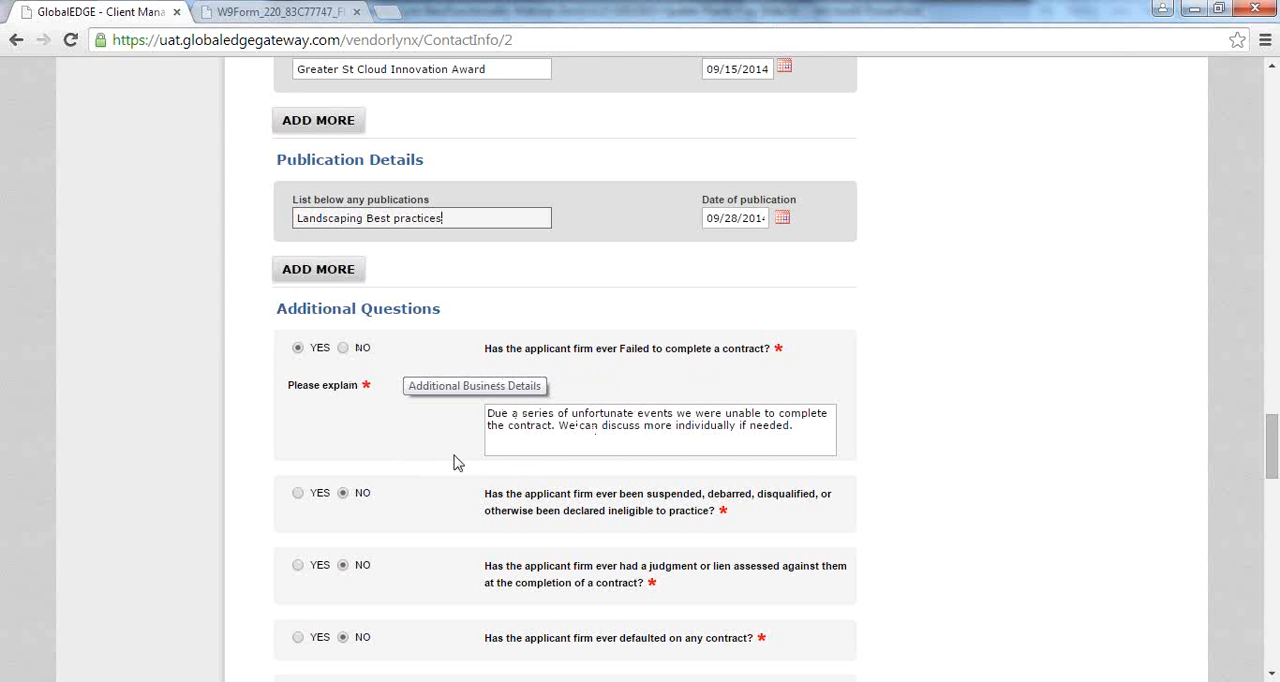 GlobalEDGE - Client Mana
W9Form_220_83C77747_Fi
https://uat.globaledgegateway.com/vendorlynx/ContactInfo/2
Greater St Cloud Innovation Award 09/15/2014
ADD MORE
Publication Details
List below any publications Date of publication
Landscaping Best practices 09/28/2014
ADD MORE
Additional Questions
YES NO Has the applicant firm ever Failed to complete a contract? *
Please explain * Additional Business Details
Due a series of unfortunate events we were unable to complete
the contract. We can discuss more individually if needed.
YES NO Has the applicant firm ever been suspended, debarred, disqualified, or
otherwise been declared ineligible to practice? *
YES NO Has the applicant firm ever had a judgment or lien assessed against them
at the completion of a contract? *
YES NO Has the applicant firm ever defaulted on any contract? *